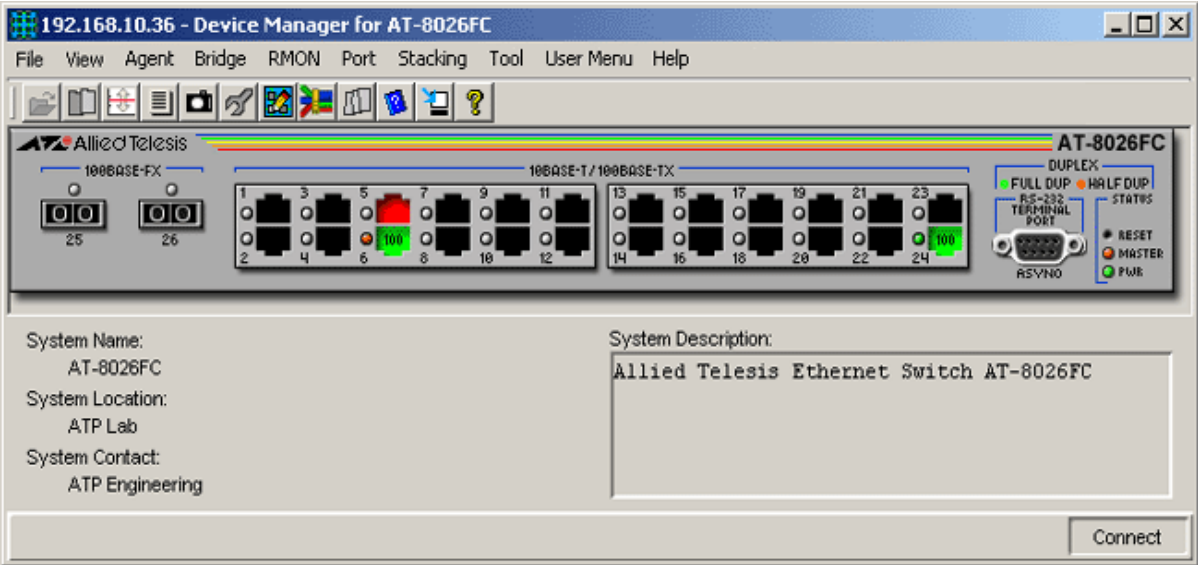 192.168.10.36 - Device Manager for AT-8026FC
File View Agent Bridge RMON Port Stacking Tool User Menu Help
Allied Telesis
AT-8026FC
100BASE-FX
10BASE-T/100BASE-TX
DUPLEX
FULL DUP HALF DUP
1 3 5 7 9 11 13 15 17 19 21 23
RS-232 TERMINAL PORT
STATUS
100 100
25 26
2 4 6 8 10 12 14 16 18 20 22 24
RESET
MASTER
PWR
ASYN0
System Name:
AT-8026FC
System Location:
ATP Lab
System Contact:
ATP Engineering
System Description:
Allied Telesis Ethernet Switch AT-8026FC
Connect